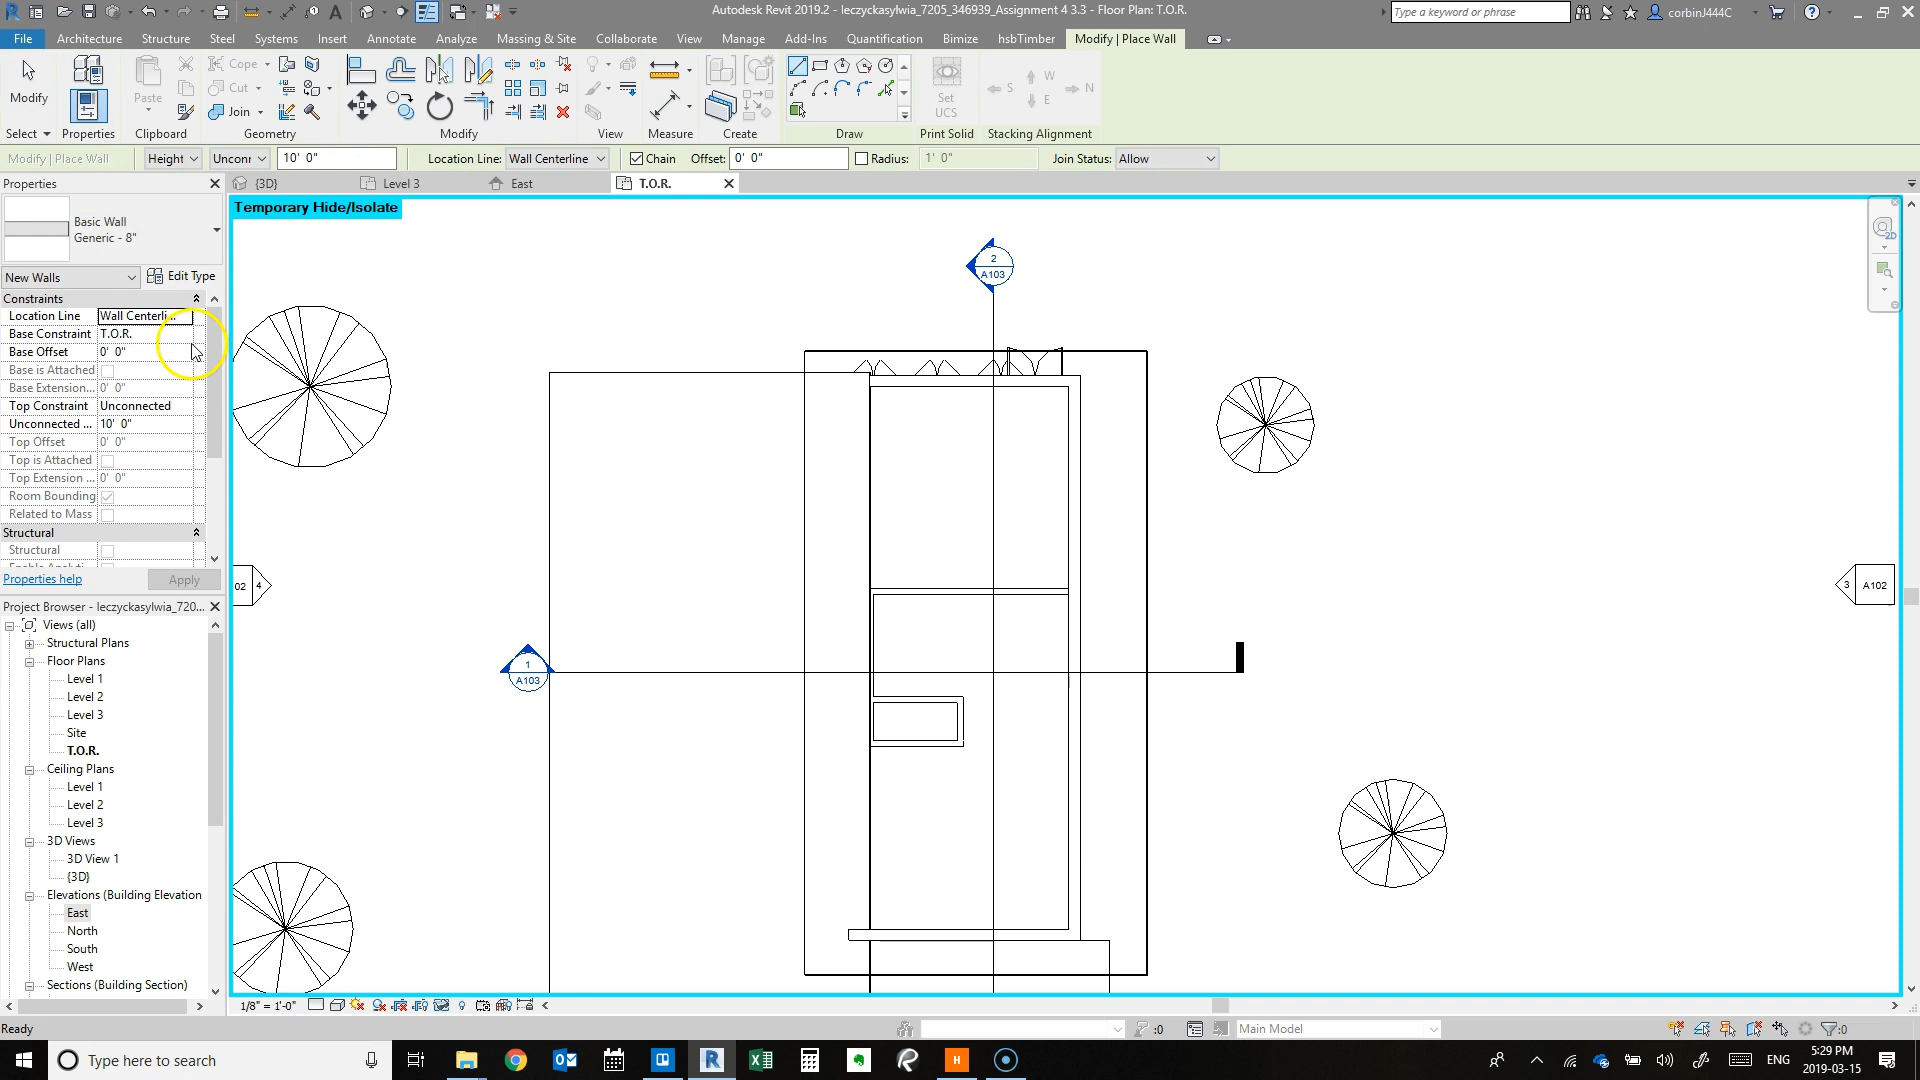 Autodesk Revit 2019.2 - leczyckasylwia_7205_346939_Assignment 4 3.3 - Floor Plan: T.O.R.
Type a keyword or phrase
corbinJ444C
File Architecture Structure Steel Systems Insert Annotate Analyze Massing & Site Collaborate View Manage Add-Ins Quantification Bimize hsbTimber Modify | Place Wall
Modify
Paste
Cope
Cut
Join
Set
UCS
S W E N
Select Properties Clipboard Geometry Modify View Measure Create Draw Print Solid Stacking Alignment
Modify | Place Wall Height Unconr 10' 0" Location Line: Wall Centerline Chain Offset: 0' 0" Radius: 1' 0" Join Status: Allow
Properties
{3D} Level 3 East T.O.R.
Temporary Hide/Isolate
Basic Wall
Generic - 8"
New Walls Edit Type
Constraints
Location Line Wall Centerli...
Base Constraint T.O.R.
Base Offset 0' 0"
Base is Attached
Base Extension... 0' 0"
Top Constraint Unconnected
Unconnected ... 10' 0"
Top Offset 0' 0"
Top is Attached
Top Extension ... 0' 0"
Room Bounding
Related to Mass
Structural
Structural
Properties help Apply
Project Browser - leczyckasylwia_720...
Views (all)
Structural Plans
Floor Plans
Level 1
Level 2
Level 3
Site
T.O.R.
Ceiling Plans
Level 1
Level 2
Level 3
3D Views
3D View 1
{3D}
Elevations (Building Elevation
East
North
South
West
Sections (Building Section)
2
A103
02 4
3 A102
1
A103
2D
1/8" = 1'-0"
Ready
:0
Main Model
:0
Type here to search
ENG
5:29 PM
2019-03-15